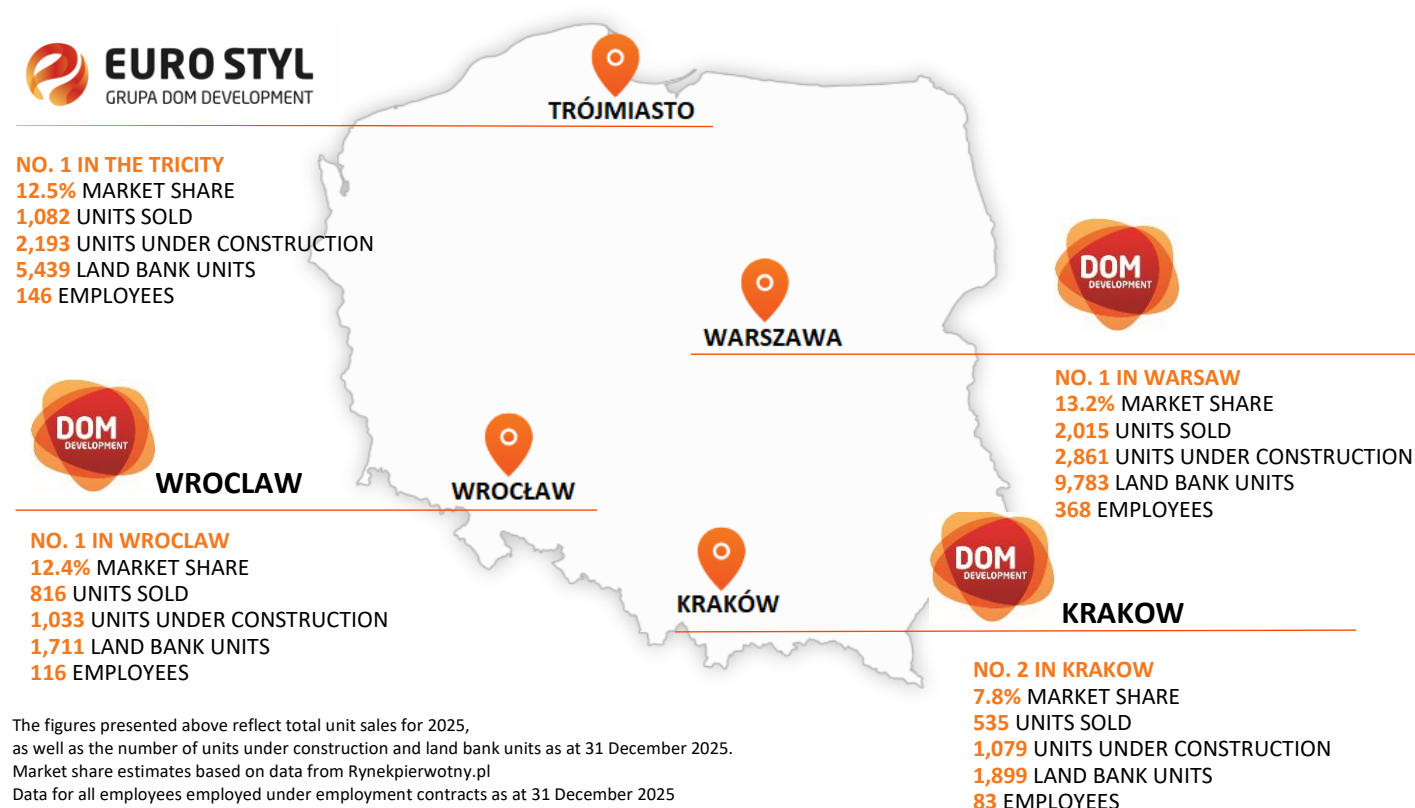 EURO STYL
GRUPA DOM DEVELOPMENT
TRÓJMIASTO
NO. 1 IN THE TRICITY
12.5% MARKET SHARE
1,082 UNITS SOLD
2,193 UNITS UNDER CONSTRUCTION
5,439 LAND BANK UNITS
146 EMPLOYEES
DOM
DEVELOPMENT
WARSZAWA
NO. 1 IN WARSAW
13.2% MARKET SHARE
2,015 UNITS SOLD
2,861 UNITS UNDER CONSTRUCTION
9,783 LAND BANK UNITS
368 EMPLOYEES
DOM
DEVELOPMENT
WROCLAW
WROCŁAW
NO. 1 IN WROCLAW
12.4% MARKET SHARE
816 UNITS SOLD
1,033 UNITS UNDER CONSTRUCTION
1,711 LAND BANK UNITS
116 EMPLOYEES
DOM
DEVELOPMENT
KRAKOW
KRAKÓW
NO. 2 IN KRAKOW
7.8% MARKET SHARE
535 UNITS SOLD
1,079 UNITS UNDER CONSTRUCTION
1,899 LAND BANK UNITS
83 EMPLOYEES
The figures presented above reflect total unit sales for 2025,
as well as the number of units under construction and land bank units as at 31 December 2025.
Market share estimates based on data from Rynekpierwotny.pl
Data for all employees employed under employment contracts as at 31 December 2025